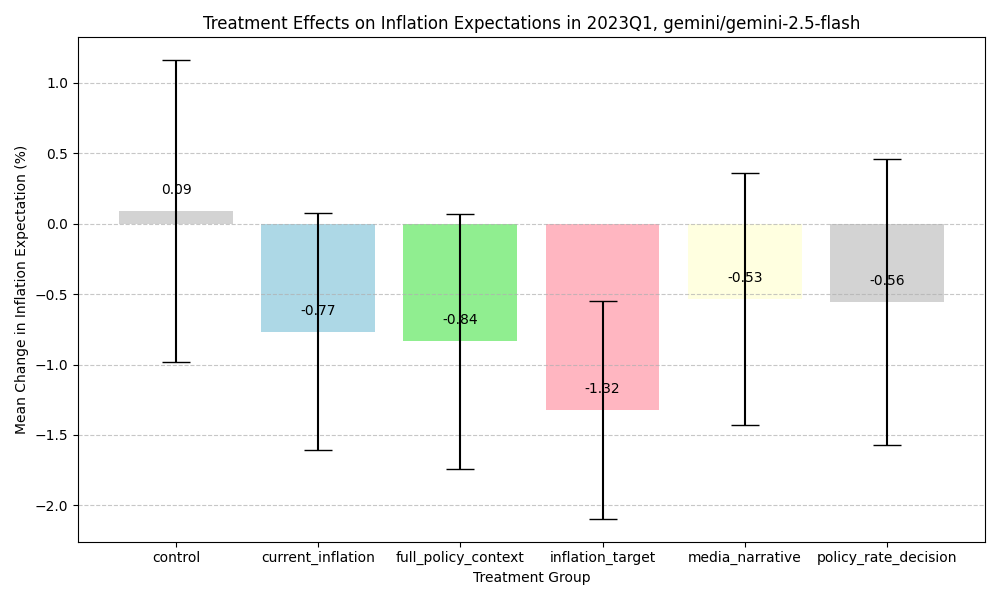 Treatment Effects on Inflation Expectations in 2023Q1, gemini/gemini-2.5-flash
Mean Change in Inflation Expectation (%)
1.0
0.5
0.0
−0.5
−1.0
−1.5
−2.0
0.09
-0.77
-0.84
-1.32
-0.53
-0.56
control
current_inflation
full_policy_context
inflation_target
media_narrative
policy_rate_decision
Treatment Group